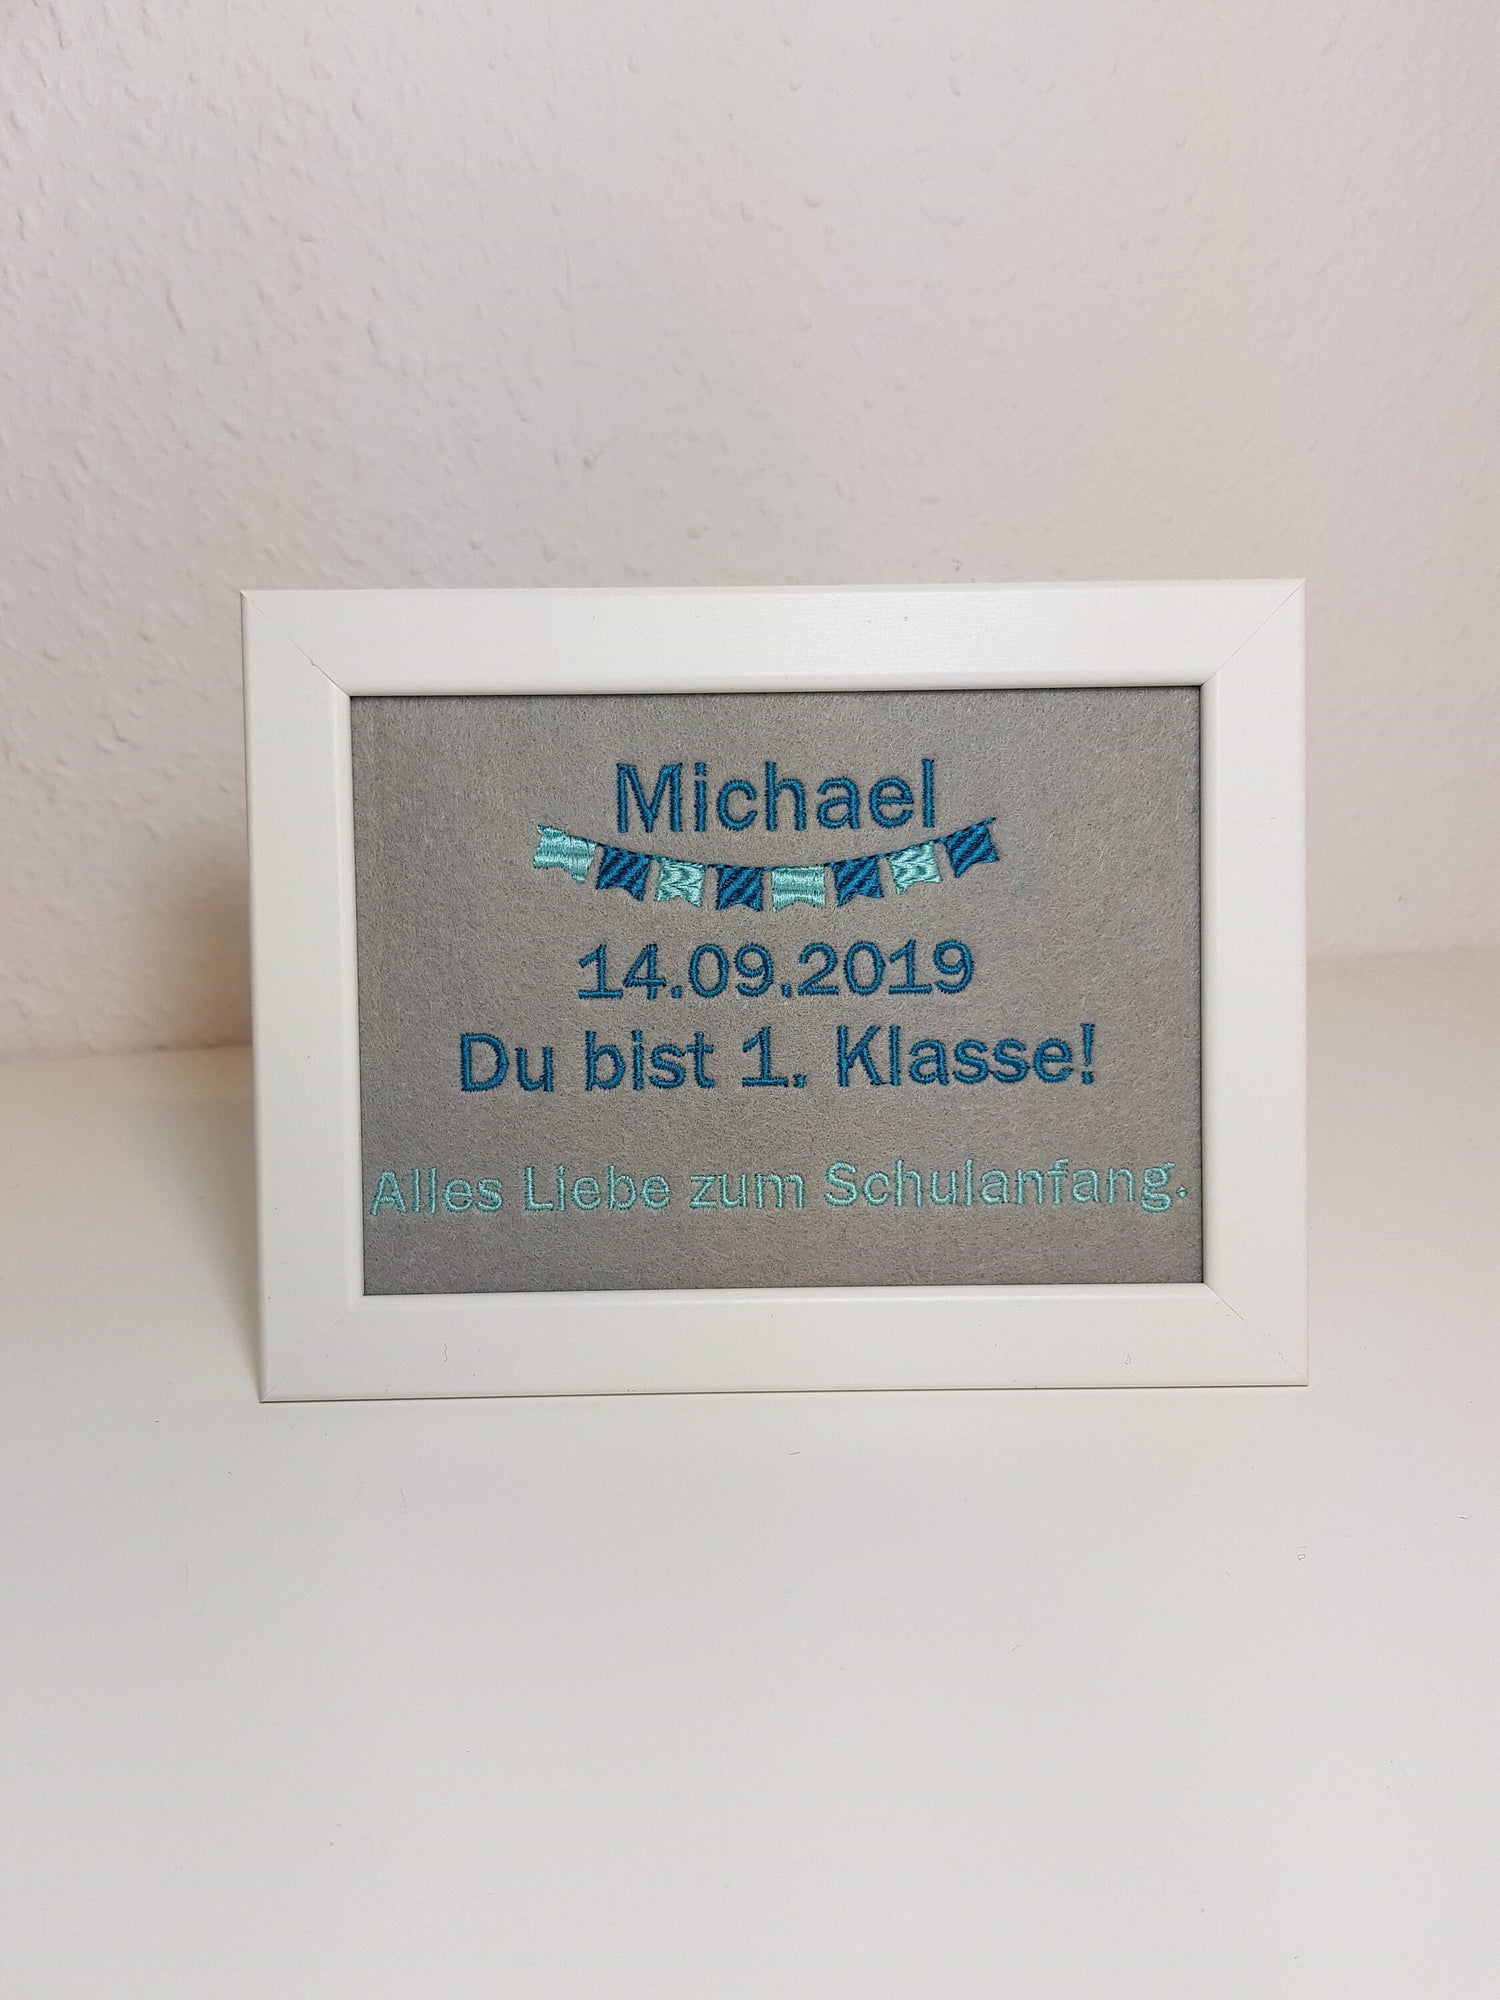 Michael
14.09.2019
Du bist 1. Klasse!
Alles Liebe zum Schulanfang.